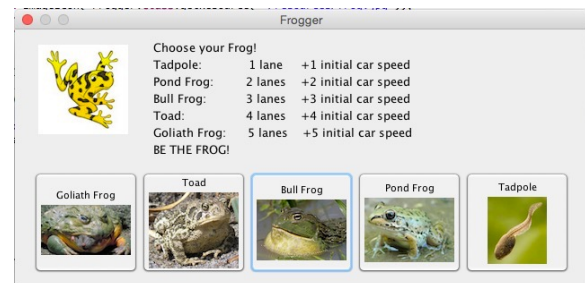 Frogger
Choose your Frog!
Tadpole: 1 lane +1 initial car speed
Pond Frog: 2 lanes +2 initial car speed
Bull Frog: 3 lanes +3 initial car speed
Toad: 4 lanes +4 initial car speed
Goliath Frog: 5 lanes +5 initial car speed
BE THE FROG!
Goliath Frog
Toad
Bull Frog
Pond Frog
Tadpole